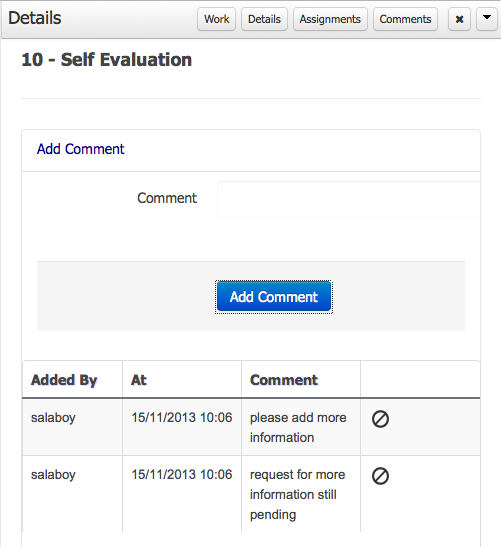 Details Work Details Assignments Comments
10 - Self Evaluation
Add Comment
Comment
Add Comment
Added By At Comment
salaboy 15/11/2013 10:06 please add more
information
salaboy 15/11/2013 10:06 request for more
information still
pending